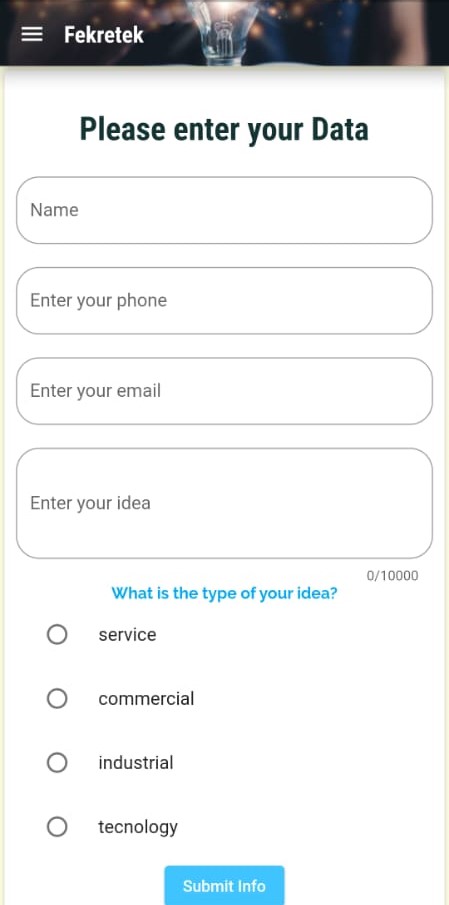 Fekretek
Please enter your Data
Name
Enter your phone
Enter your email
Enter your idea
0/10000
What is the type of your idea?
service
commercial
industrial
tecnology
Submit Info